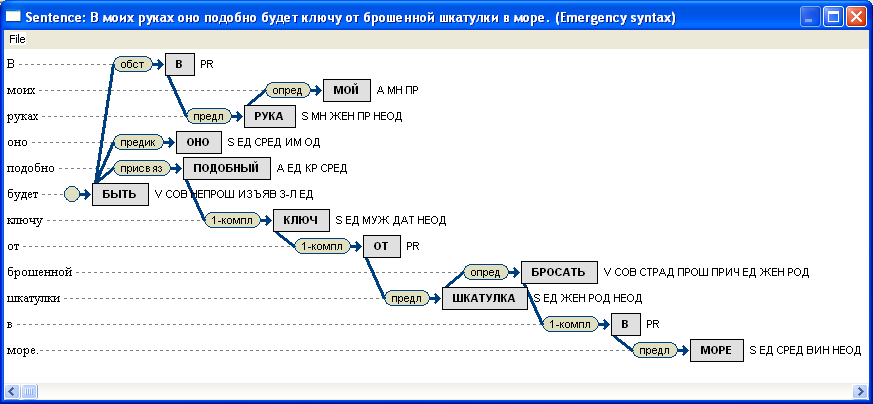 Sentence: В моих руках оно подобно будет ключу от брошенной шкатулки в море. (Emergency syntax)
File
В обст В PR
моих опред МОЙ А МН ПР
руках предл РУКА S МН ЖЕН ПР НЕОД
оно предик ОНО S ЕД СРЕД ИМ ОД
подобно присвяз ПОДОБНЫЙ А ЕД КР СРЕД
будет БЫТЬ V СОВ НЕПРОШ ИЗЪЯВ 3-Л ЕД
ключу 1-компл КЛЮЧ S ЕД МУЖ ДАТ НЕОД
от 1-компл ОТ PR
брошенной опред БРОСАТЬ V СОВ СТРАД ПРОШ ПРИЧ ЕД ЖЕН РОД
шкатулки предл ШКАТУЛКА S ЕД ЖЕН РОД НЕОД
в 1-компл В PR
море. предл МОРЕ S ЕД СРЕД ВИН НЕОД